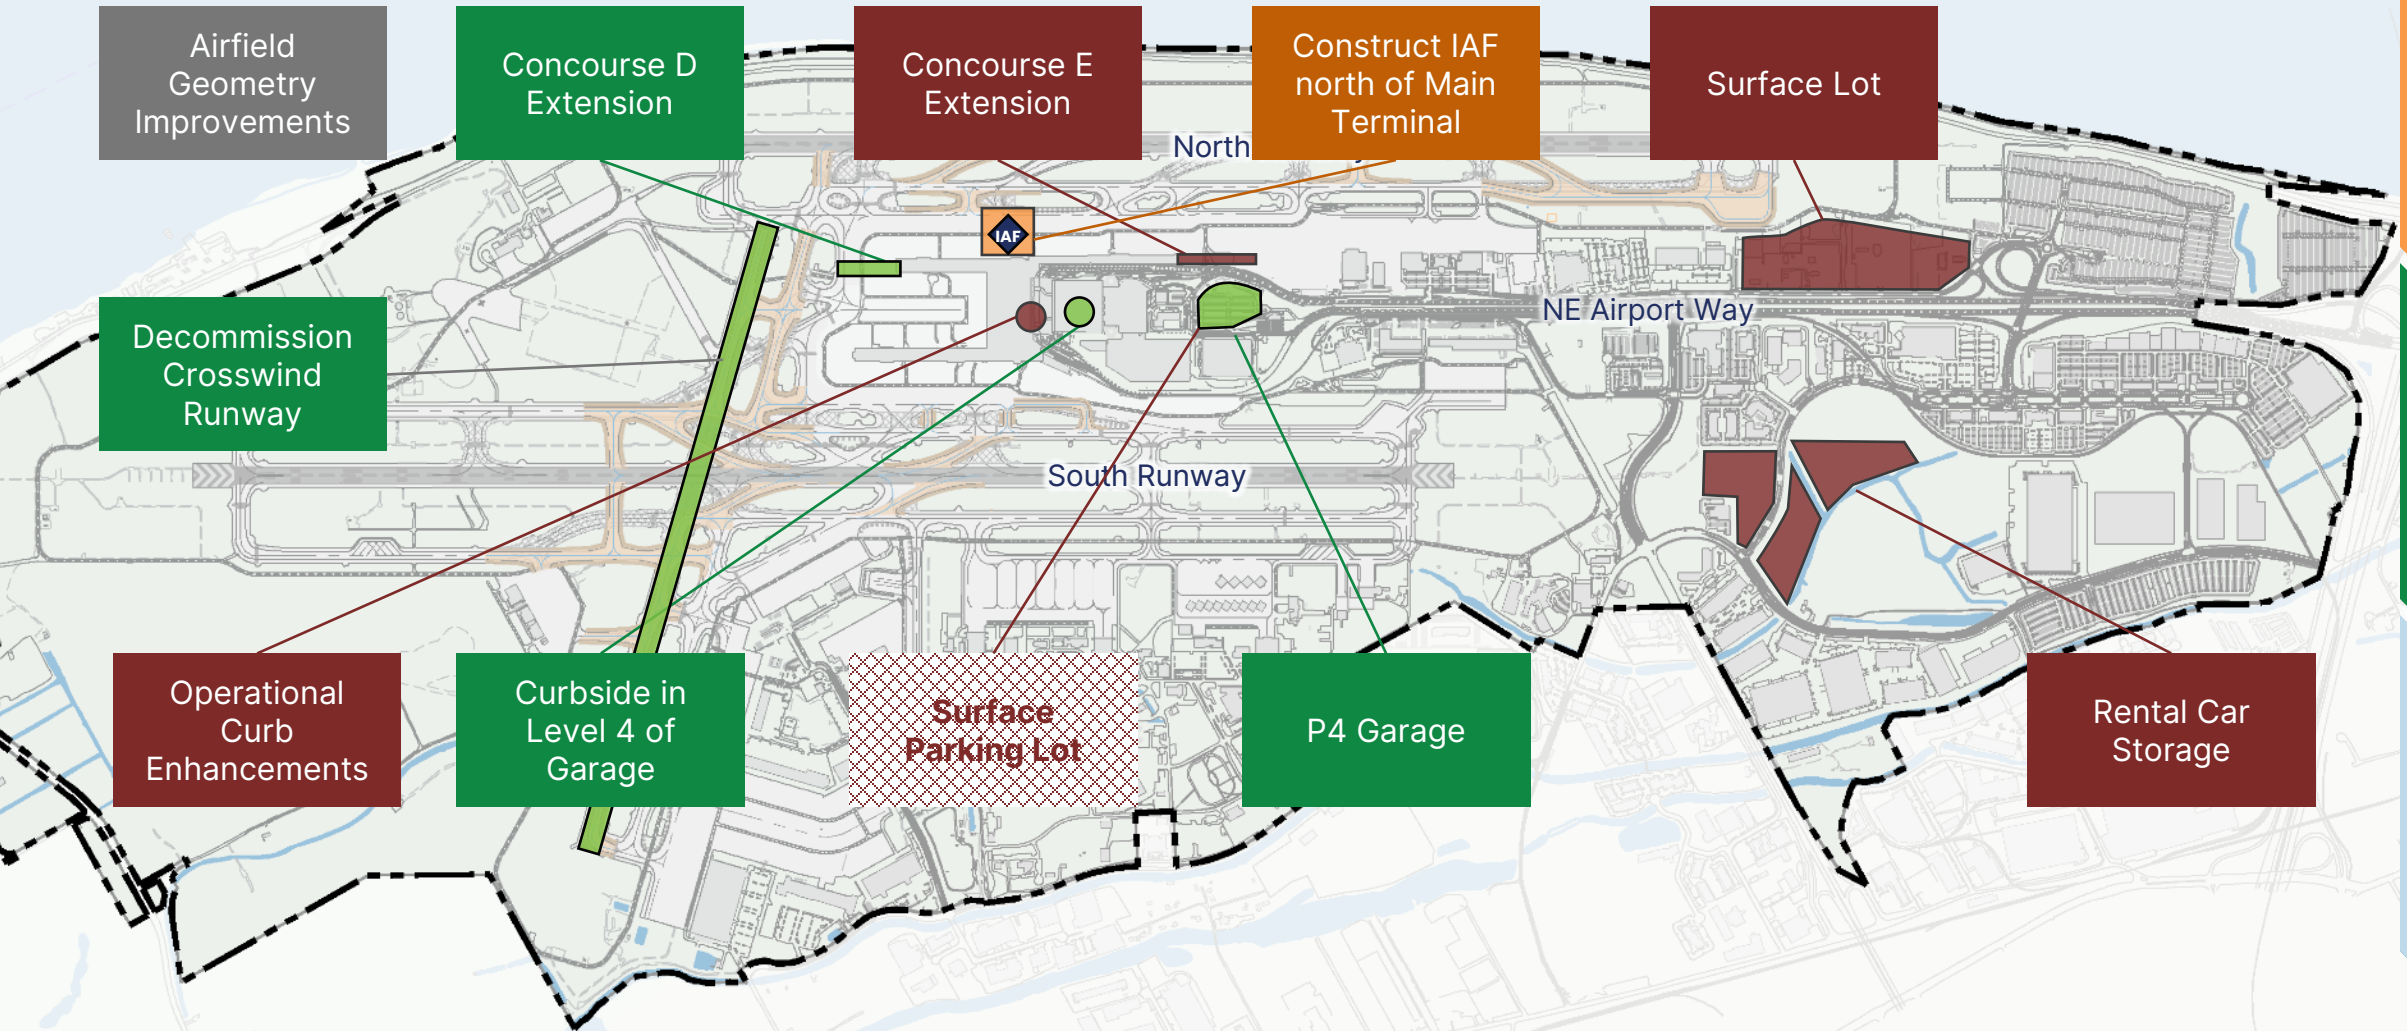 Airfield
Geometry
Improvements
Concourse D
Extension
Concourse E
Extension
Construct IAF
north of Main
Terminal
Surface Lot
North
IAF
NE Airport Way
Decommission
Crosswind
Runway
South Runway
Operational
Curb
Enhancements
Curbside in
Level 4 of
Garage
Surface
Parking Lot
P4 Garage
Rental Car
Storage